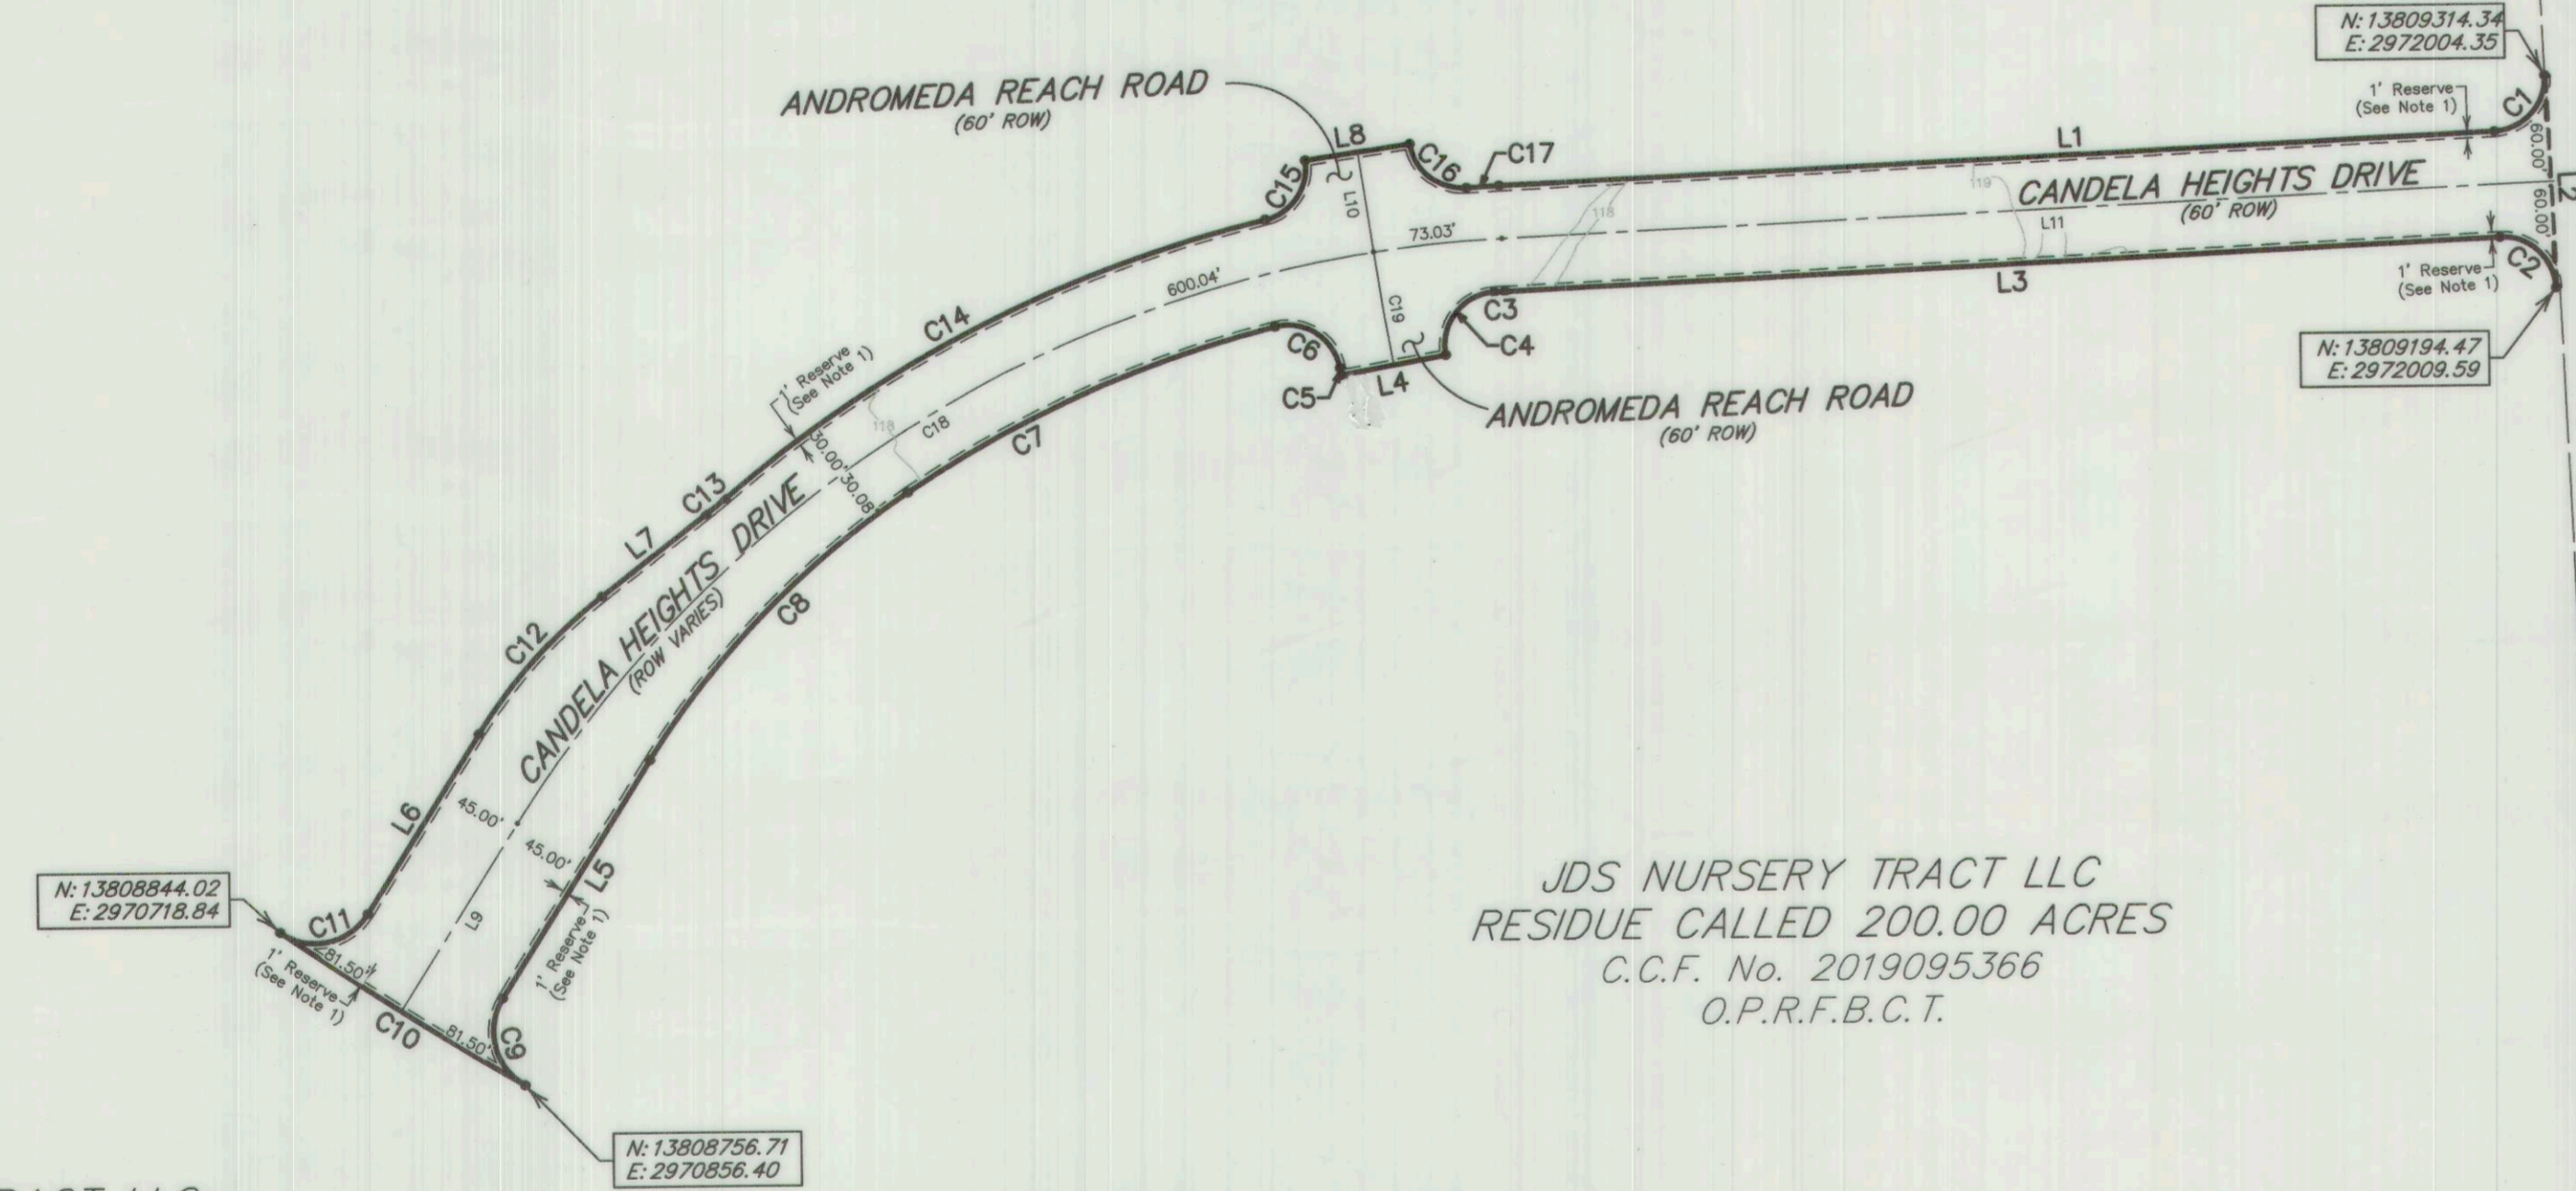 N: 13809314.34
E: 2972004.35
ANDROMEDA REACH ROAD
(60' ROW)
1' Reserve
(See Note 1)
C1
60.00'
L8
C16
C17
L1
C15
L10
119
CANDELA HEIGHTS DRIVE
(60' ROW)
L2
60.00'
118
73.03'
L11
600.04'
C2
L3
1' Reserve
(See Note 1)
C14
C19
C3
C4
C6
C5
L4
N: 13809194.47
E: 2972009.59
1' Reserve
(See Note 1)
ANDROMEDA REACH ROAD
(60' ROW)
118
C18
C7
30.00'
30.08
C13
L7
CANDELA HEIGHTS DRIVE
(ROW VARIES)
C8
C12
L6
45.00'
45.00'
L5
N: 13808844.02
E: 2970718.84
C11
L9
81.50'
1' Reserve
(See Note 1)
1' Reserve
(See Note 1)
C10
81.50'
C9
JDS NURSERY TRACT LLC
RESIDUE CALLED 200.00 ACRES
C.C.F. No. 2019095366
O.P.R.F.B.C.T.
N: 13808756.71
E: 2970856.40